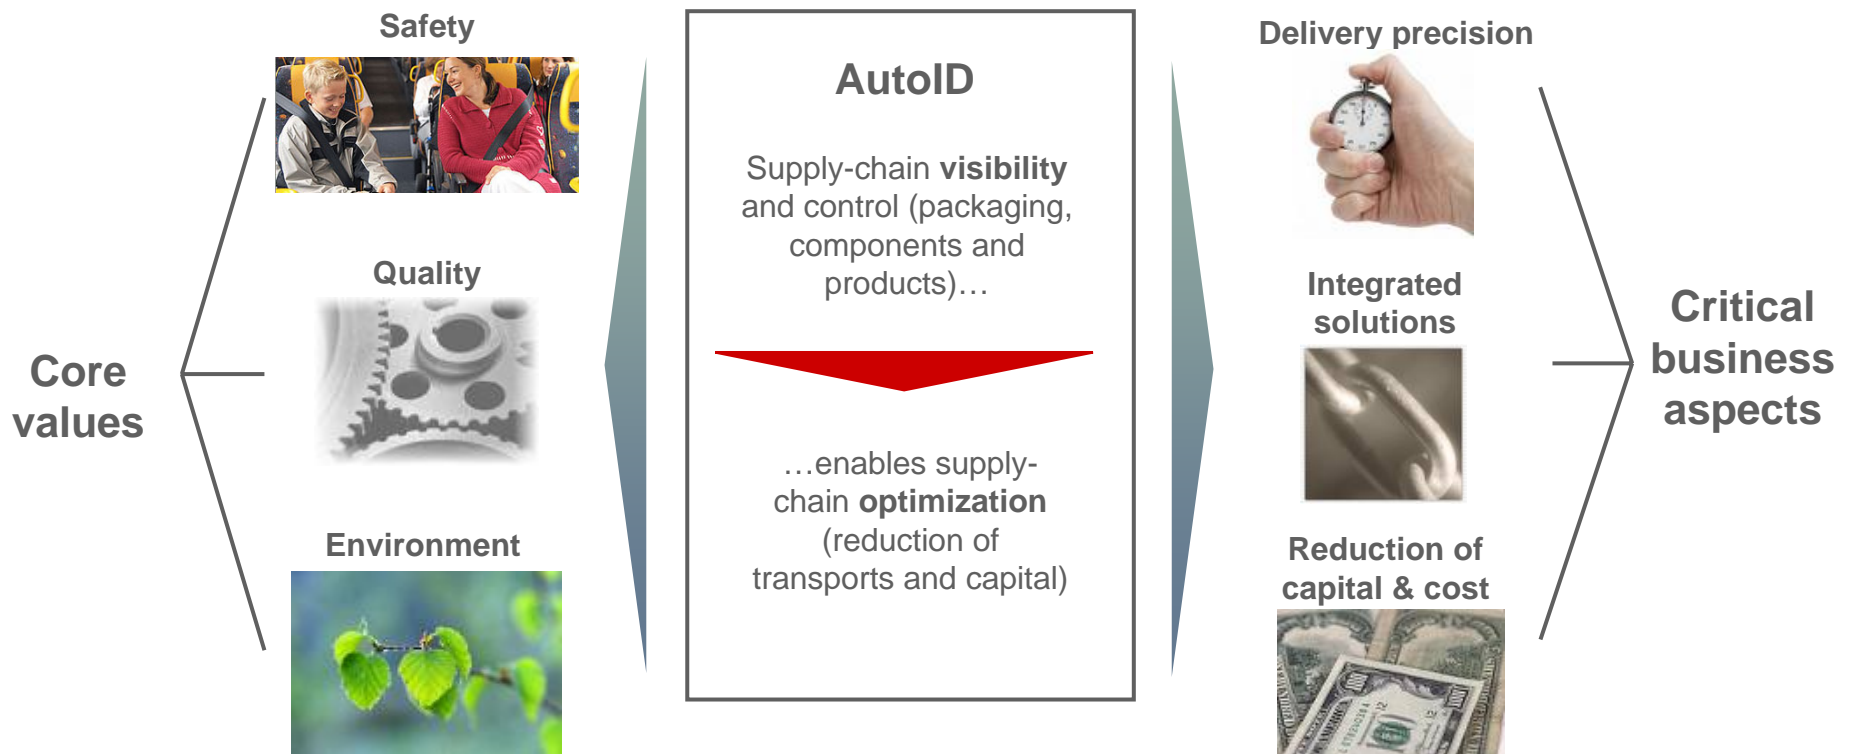 Safety
Quality
Environment
Core
values
AutoID
Supply-chain visibility
and control (packaging,
components and
products)…
…enables supply-
chain optimization
(reduction of
transports and capital)
Delivery precision
Integrated
solutions
Reduction of
capital & cost
100
Critical
business
aspects